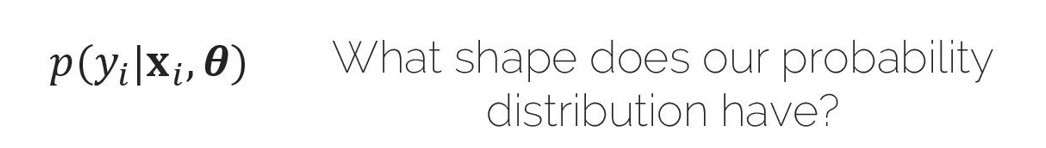 p(yᵢ|𝐱ᵢ, 𝜽)
What shape does our probability
distribution have?